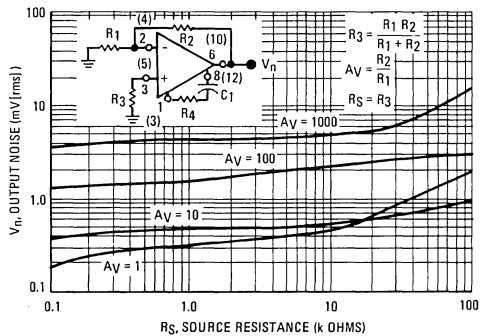 Vn, OUTPUT NOISE (mV[rms])
100
10
1.0
0.1
0.1
1.0
10
100
RS, SOURCE RESISTANCE (k OHMS)
(4)
R1
R2
(10)
2
−
6
Vn
(5)
8
(12)
3
+
C1
R3
1
R4
(3)
R3 = R1 R2 / R1 + R2
AV = R2 / R1
RS = R3
AV = 1000
AV = 100
AV = 10
AV = 1